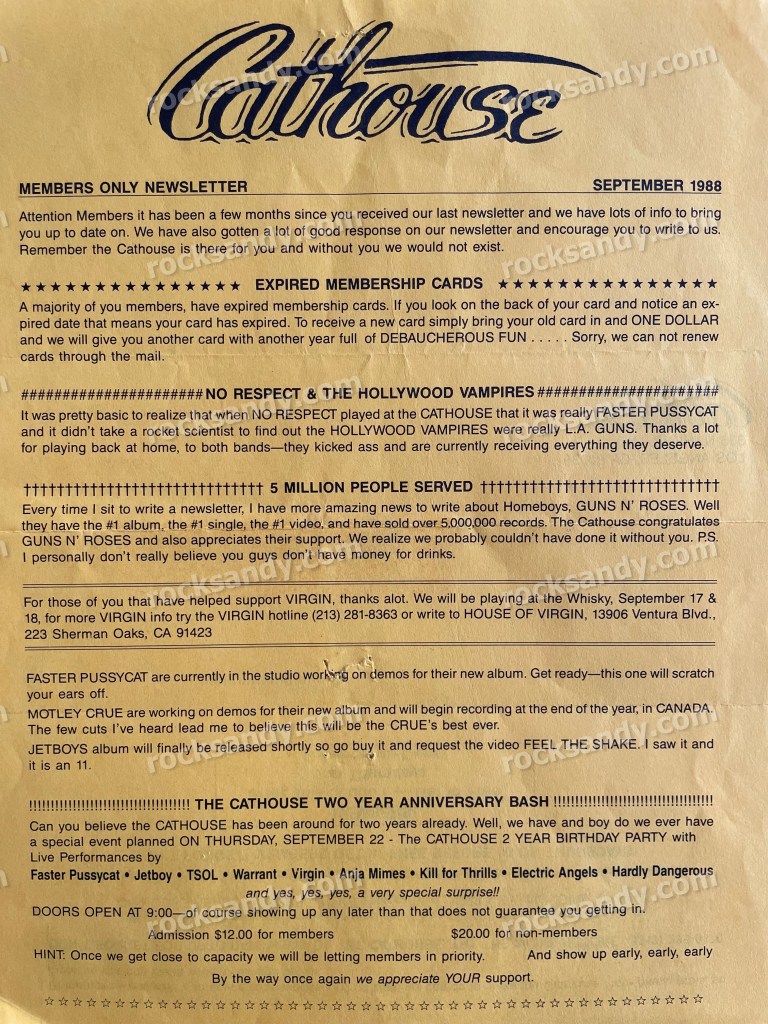 Cathouse
MEMBERS ONLY NEWSLETTER SEPTEMBER 1988
Attention Members it has been a few months since you received our last newsletter and we have lots of info to bring
you up to date on. We have also gotten a lot of good response on our newsletter and encourage you to write to us.
Remember the Cathouse is there for you and without you we would not exist.
★★★★★★★★★★★★★★★ EXPIRED MEMBERSHIP CARDS ★★★★★★★★★★★★★★★
A majority of you members, have expired membership cards. If you look on the back of your card and notice an ex-
pired date that means your card has expired. To receive a new card simply bring your old card in and ONE DOLLAR
and we will give you another card with another year full of DEBAUCHEROUS FUN . . . . . Sorry, we can not renew
cards through the mail.
###################### NO RESPECT & THE HOLLYWOOD VAMPIRES ######################
It was pretty basic to realize that when NO RESPECT played at the CATHOUSE that it was really FASTER PUSSYCAT
and it didn't take a rocket scientist to find out the HOLLYWOOD VAMPIRES were really L.A. GUNS. Thanks a lot
for playing back at home, to both bands—they kicked ass and are currently receiving everything they deserve.
†††††††††††††††††††††††††††††† 5 MILLION PEOPLE SERVED ††††††††††††††††††††††††††††††
Every time I sit to write a newsletter, I have more amazing news to write about Homeboys, GUNS N' ROSES. Well
they have the #1 album, the #1 single, the #1 video, and have sold over 5,000,000 records. The Cathouse congratulates
GUNS N' ROSES and also appreciates their support. We realize we probably couldn't have done it without you. P.S.
I personally don't really believe you guys don't have money for drinks.
For those of you that have helped support VIRGIN, thanks alot. We will be playing at the Whisky, September 17 &
18, for more VIRGIN info try the VIRGIN hotline (213) 281-8363 or write to HOUSE OF VIRGIN, 13906 Ventura Blvd.,
223 Sherman Oaks, CA 91423
FASTER PUSSYCAT are currently in the studio working on demos for their new album. Get ready—this one will scratch
your ears off.
MOTLEY CRUE are working on demos for their new album and will begin recording at the end of the year, in CANADA.
The few cuts I've heard lead me to believe this will be the CRUE's best ever.
JETBOYS album will finally be released shortly so go buy it and request the video FEEL THE SHAKE. I saw it and
it is an 11.
!!!!!!!!!!!!!!!!!!!!!!!!!!!!!!!!!!!!! THE CATHOUSE TWO YEAR ANNIVERSARY BASH !!!!!!!!!!!!!!!!!!!!!!!!!!!!!!!!!!!!!
Can you believe the CATHOUSE has been around for two years already. Well, we have and boy do we ever have
a special event planned ON THURSDAY, SEPTEMBER 22 - The CATHOUSE 2 YEAR BIRTHDAY PARTY with
Live Performances by
Faster Pussycat • Jetboy • TSOL • Warrant • Virgin • Anja Mimes • Kill for Thrills • Electric Angels • Hardly Dangerous
and yes, yes, yes, a very special surprise!!
DOORS OPEN AT 9:00—of course showing up any later than that does not guarantee you getting in.
Admission $12.00 for members $20.00 for non-members
HINT: Once we get close to capacity we will be letting members in priority. And show up early, early, early
By the way once again we appreciate YOUR support.
☆☆☆☆☆☆☆☆☆☆☆☆☆☆☆☆☆☆☆☆☆☆☆☆☆☆☆☆☆☆☆☆☆☆☆☆
rocksandy.com